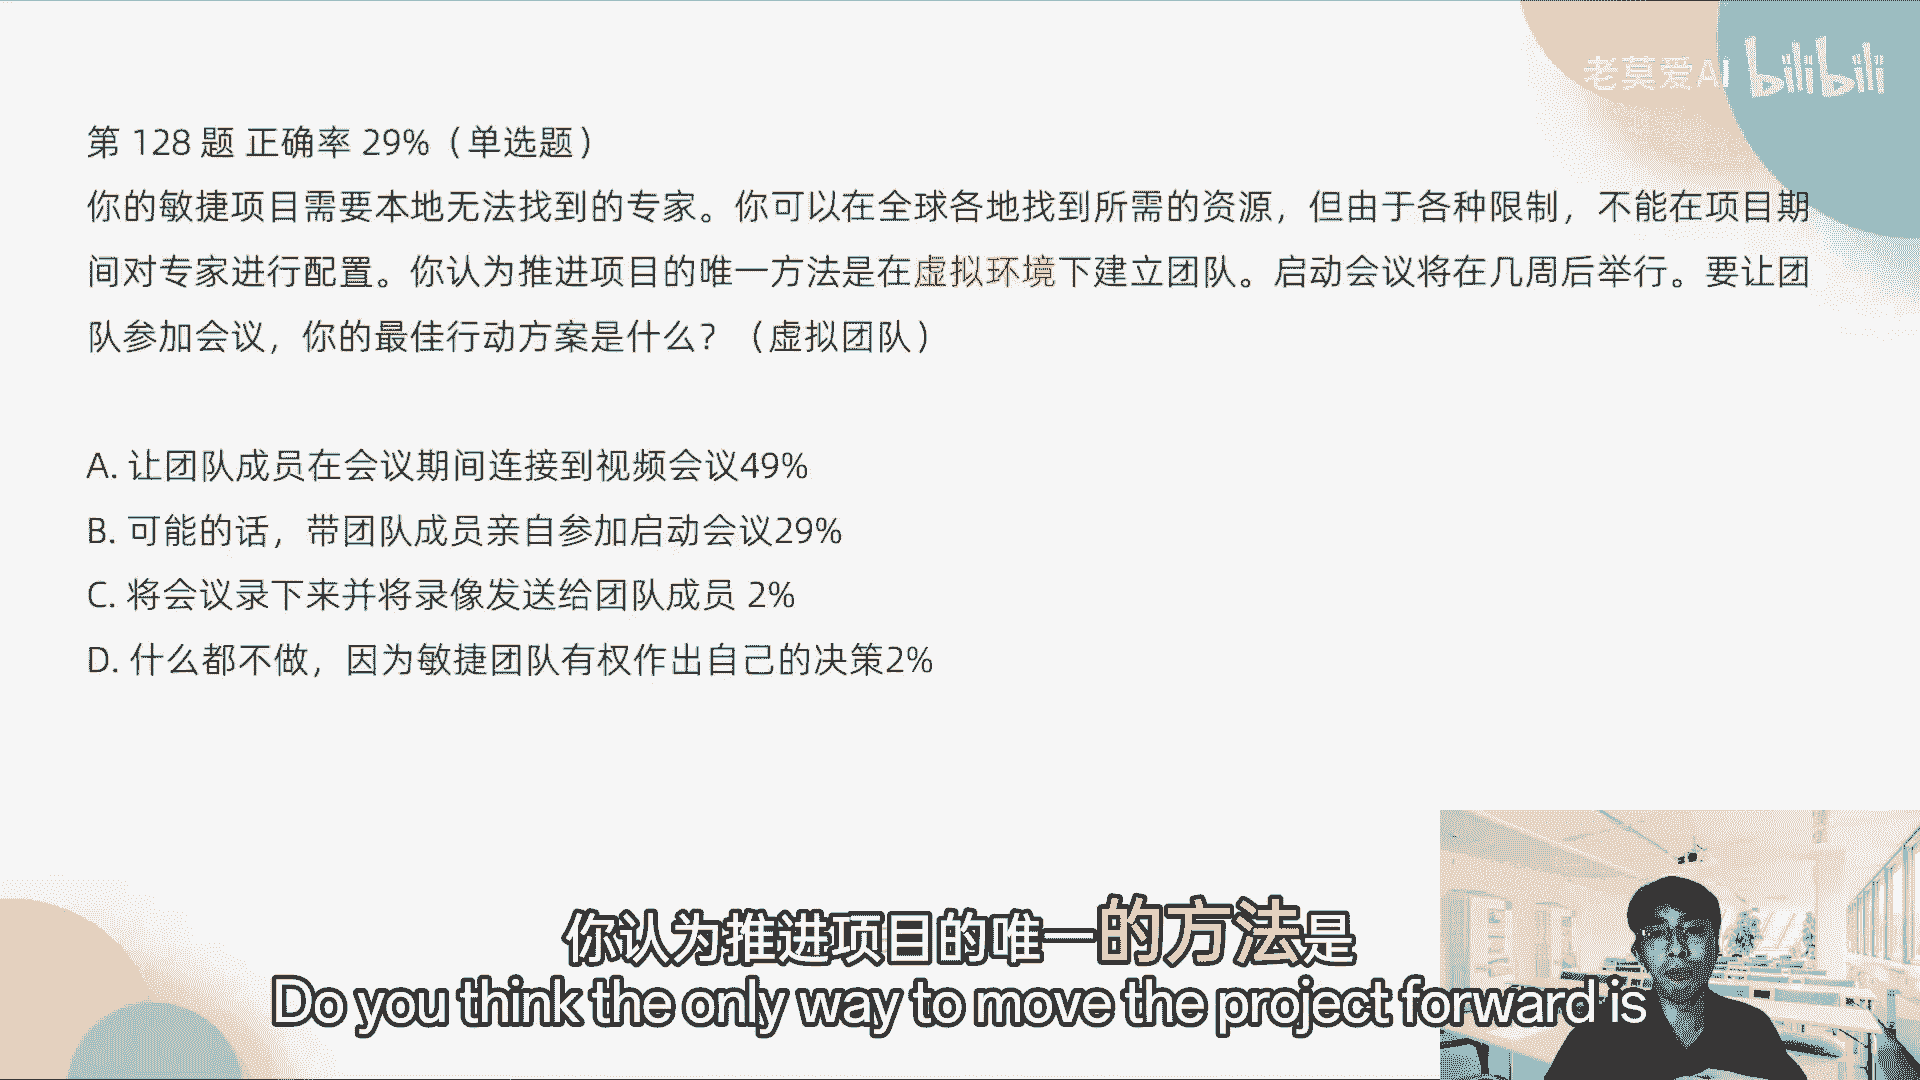 老莫爱AI bilibili
第 128 题 正确率 29%（单选题）
你的敏捷项目需要本地无法找到的专家。你可以在全球各地找到所需的资源，但由于各种限制，不能在项目期
间对专家进行配置。你认为推进项目的唯一方法是在虚拟环境下建立团队。启动会议将在几周后举行。要让团
队参加会议，你的最佳行动方案是什么？（虚拟团队）
A. 让团队成员在会议期间连接到视频会议49%
B. 可能的话，带团队成员亲自参加启动会议29%
C. 将会议录下来并将录像发送给团队成员 2%
D. 什么都不做，因为敏捷团队有权作出自己的决策2%
你认为推进项目的唯一的方法是
Do you think the only way to move the project forward is